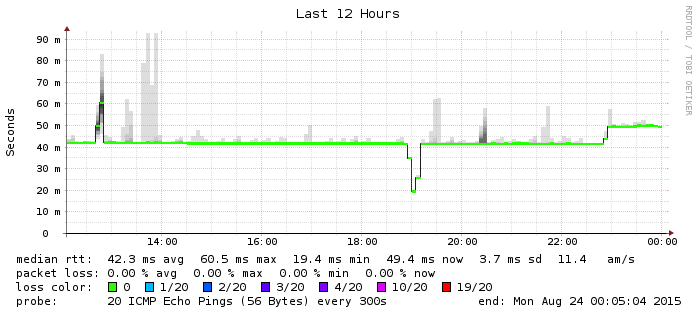 Last 12 Hours
RRDTOOL / TOBI OETIKER
Seconds
90 m
80 m
70 m
60 m
50 m
40 m
30 m
20 m
10 m
0
14:00 16:00 18:00 20:00 22:00 00:00
median rtt: 42.3 ms avg 60.5 ms max 19.4 ms min 49.4 ms now 3.7 ms sd 11.4 am/s
packet loss: 0.00 % avg 0.00 % max 0.00 % min 0.00 % now
loss color: 0 1/20 2/20 3/20 4/20 10/20 19/20
probe: 20 ICMP Echo Pings (56 Bytes) every 300s end: Mon Aug 24 00:05:04 2015